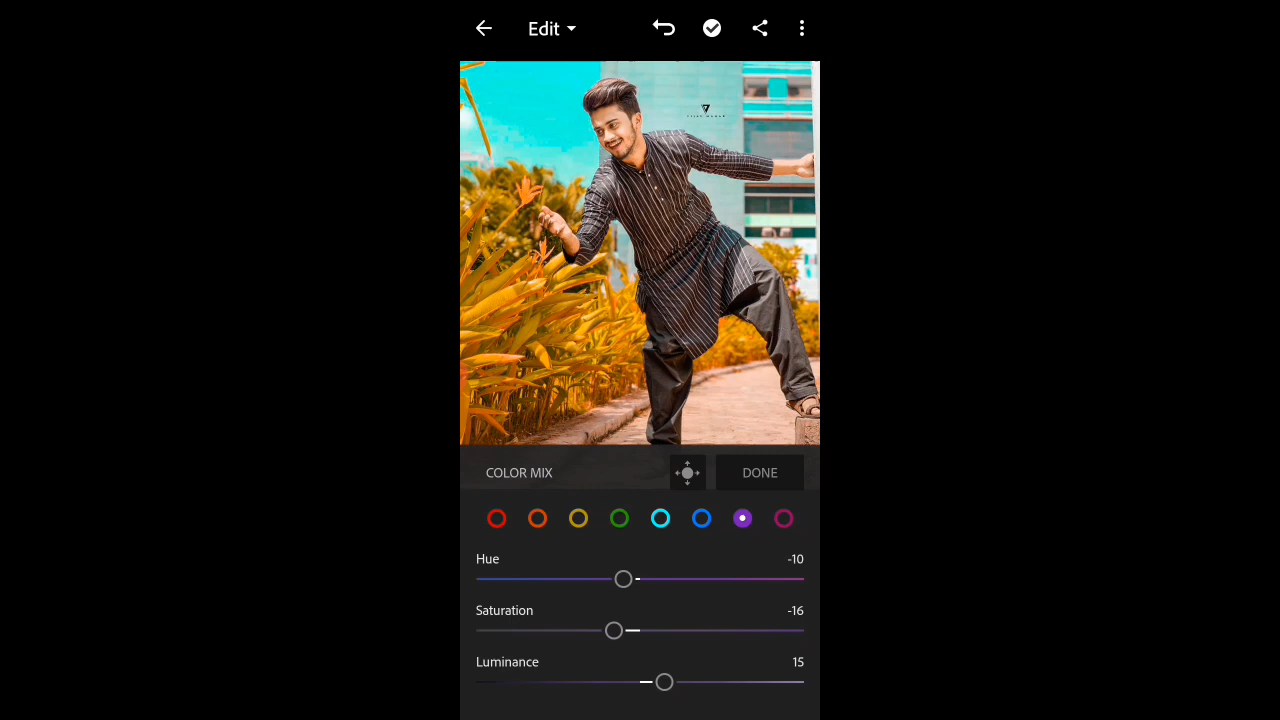 Edit
COLOR MIX
DONE
Hue
-10
Saturation
-16
Luminance
15